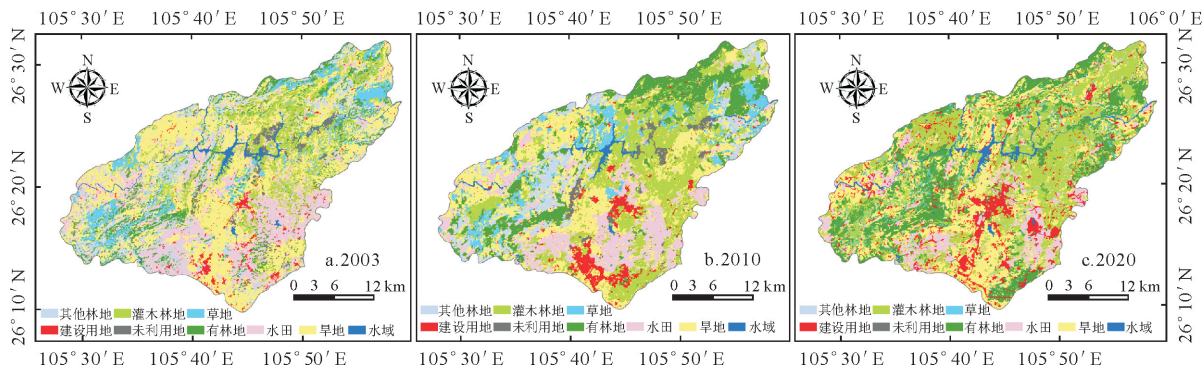 105°30′E 105°40′E 105°50′E 105°30′E 105°40′E 105°50′E 105°30′E 105°40′E 105°50′E 106°0′E
26°30′N
26°20′N
26°10′N
N
W E
S
a.2003
0 3 6 12 km
其他林地 灌木林地 草地
建设用地 未利用地 有林地 水田 旱地 水域
N
W E
S
b.2010
0 3 6 12 km
其他林地 灌木林地 草地
建设用地 未利用地 有林地 水田 旱地 水域
N
W E
S
c.2020
0 3 6 12 km
其他林地 灌木林地 草地
建设用地 未利用地 有林地 水田 旱地 水域
26°30′N
26°20′N
26°10′N
105°30′E 105°40′E 105°50′E 105°30′E 105°40′E 105°50′E 105°30′E 105°40′E 105°50′E